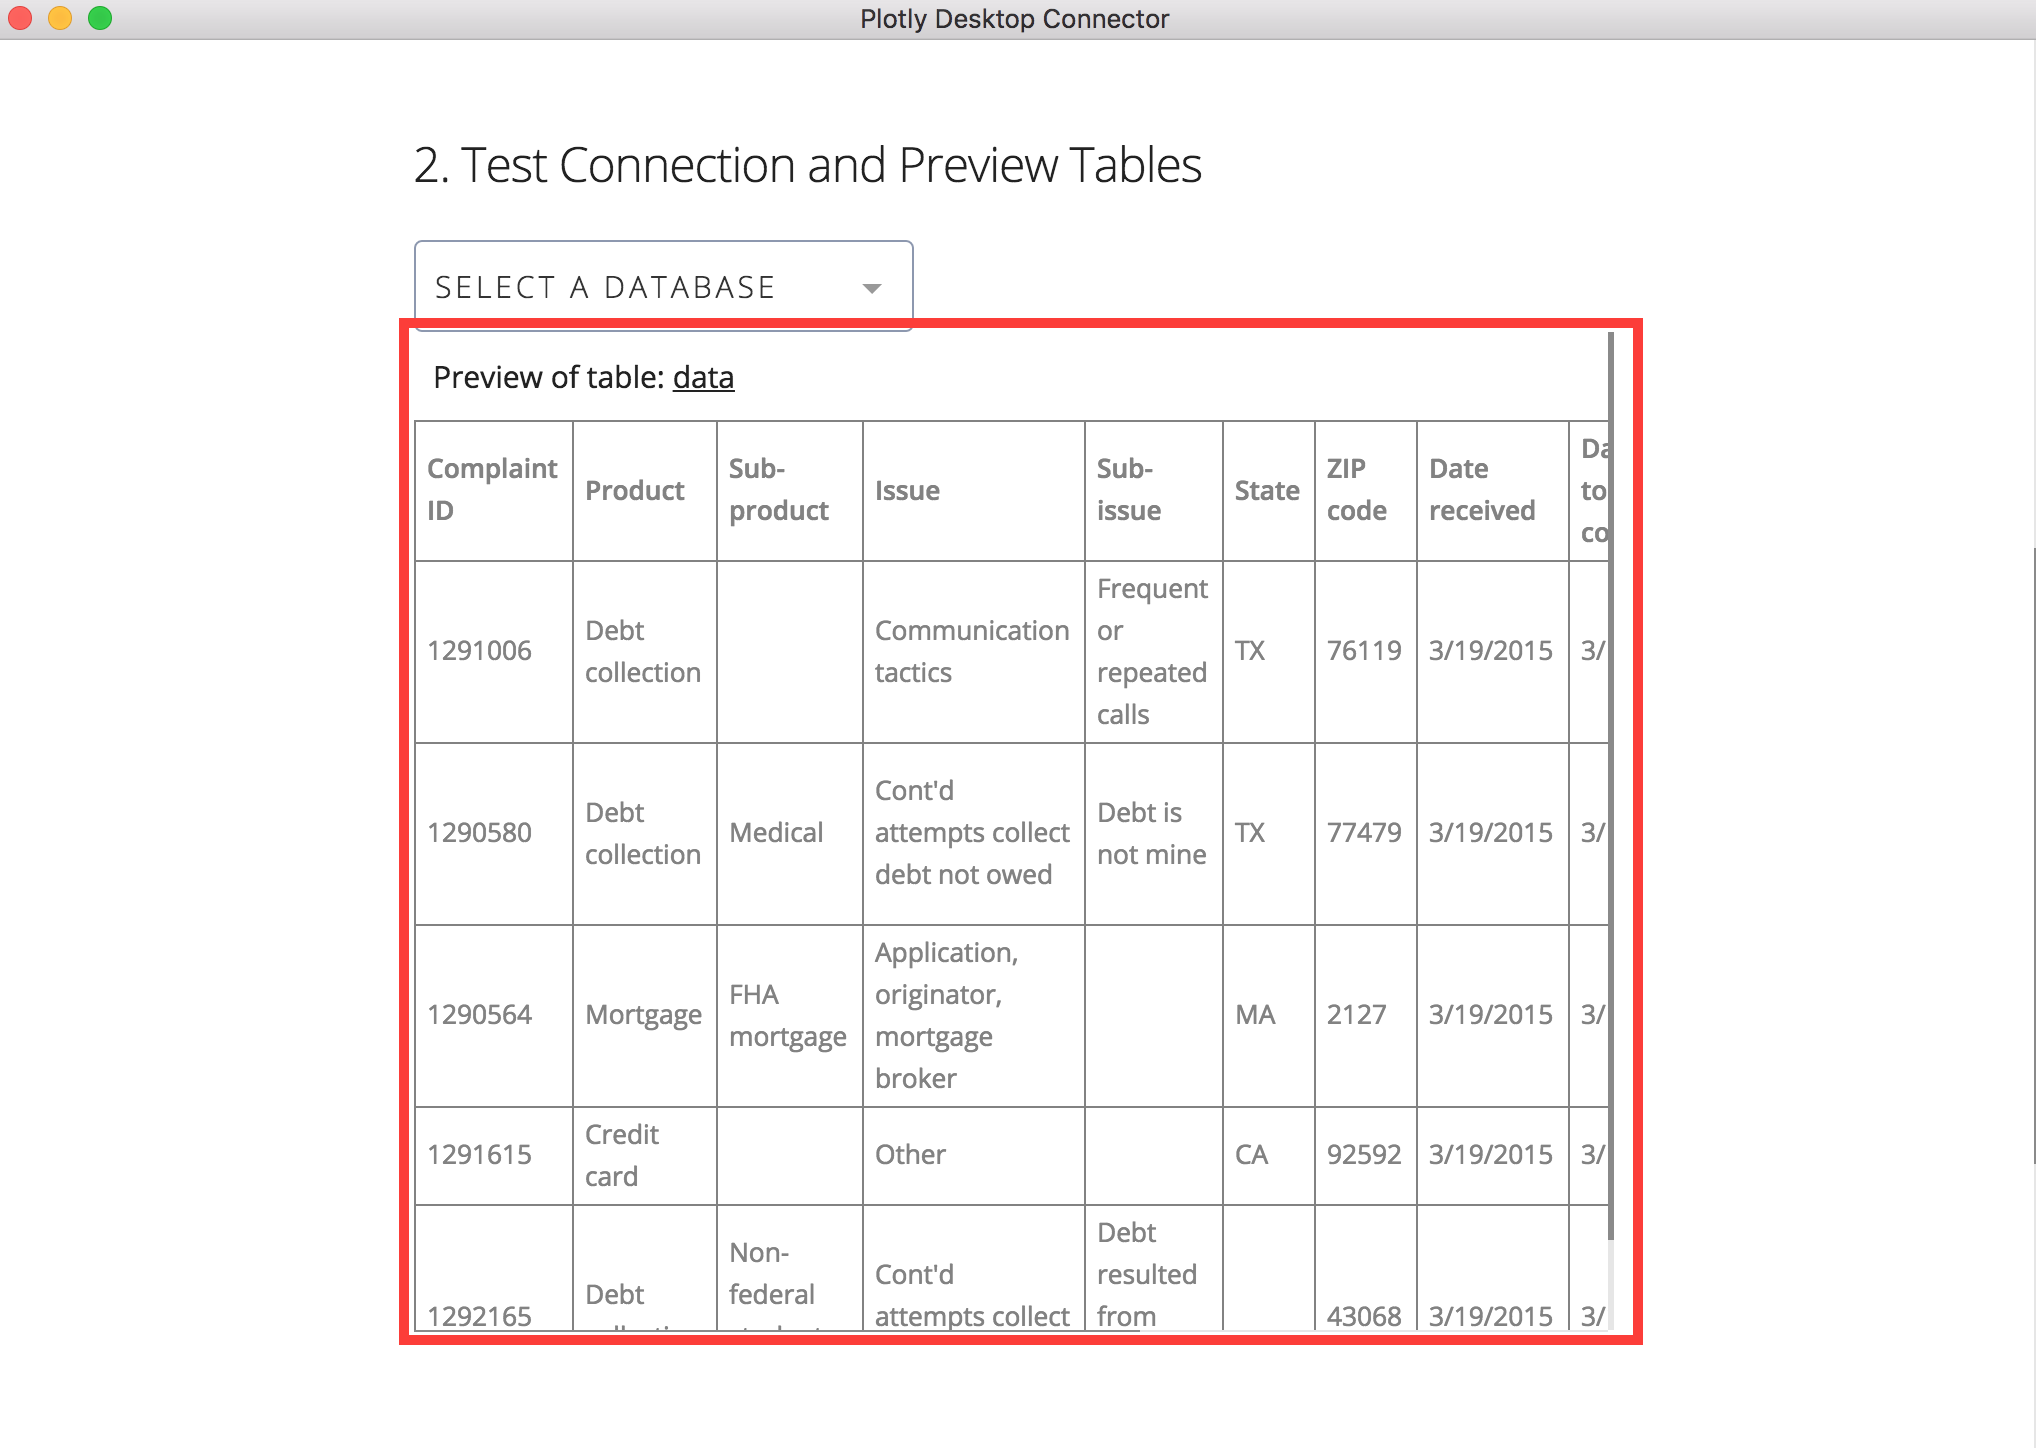 Plotly Desktop Connector
2. Test Connection and Preview Tables
SELECT A DATABASE
Preview of table: data
Complaint ID Product Sub-product Issue Sub-issue State ZIP code Date received to
1291006 Debt collection Communication tactics Frequent or repeated calls TX 76119 3/19/2015 3/
1290580 Debt collection Medical Cont'd attempts collect debt not owed Debt is not mine TX 77479 3/19/2015 3/
1290564 Mortgage FHA mortgage Application, originator, mortgage broker MA 2127 3/19/2015 3/
1291615 Credit card Other CA 92592 3/19/2015 3/
1292165 Debt Non-federal Cont'd attempts collect Debt resulted from 43068 3/19/2015 3/